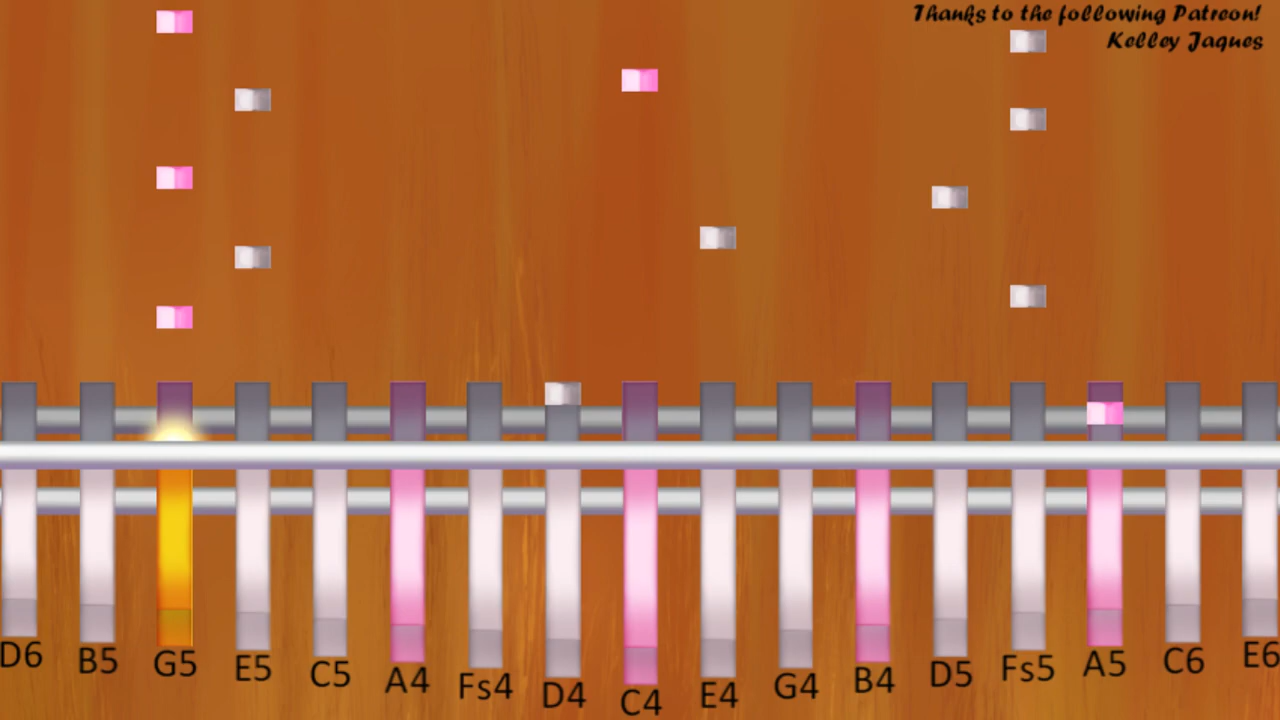 Thanks to the following Patreon!
Kelley Jaques
D6 B5 G5 E5 C5 A4 Fs4 D4 C4 E4 G4 B4 D5 Fs5 A5 C6 E6